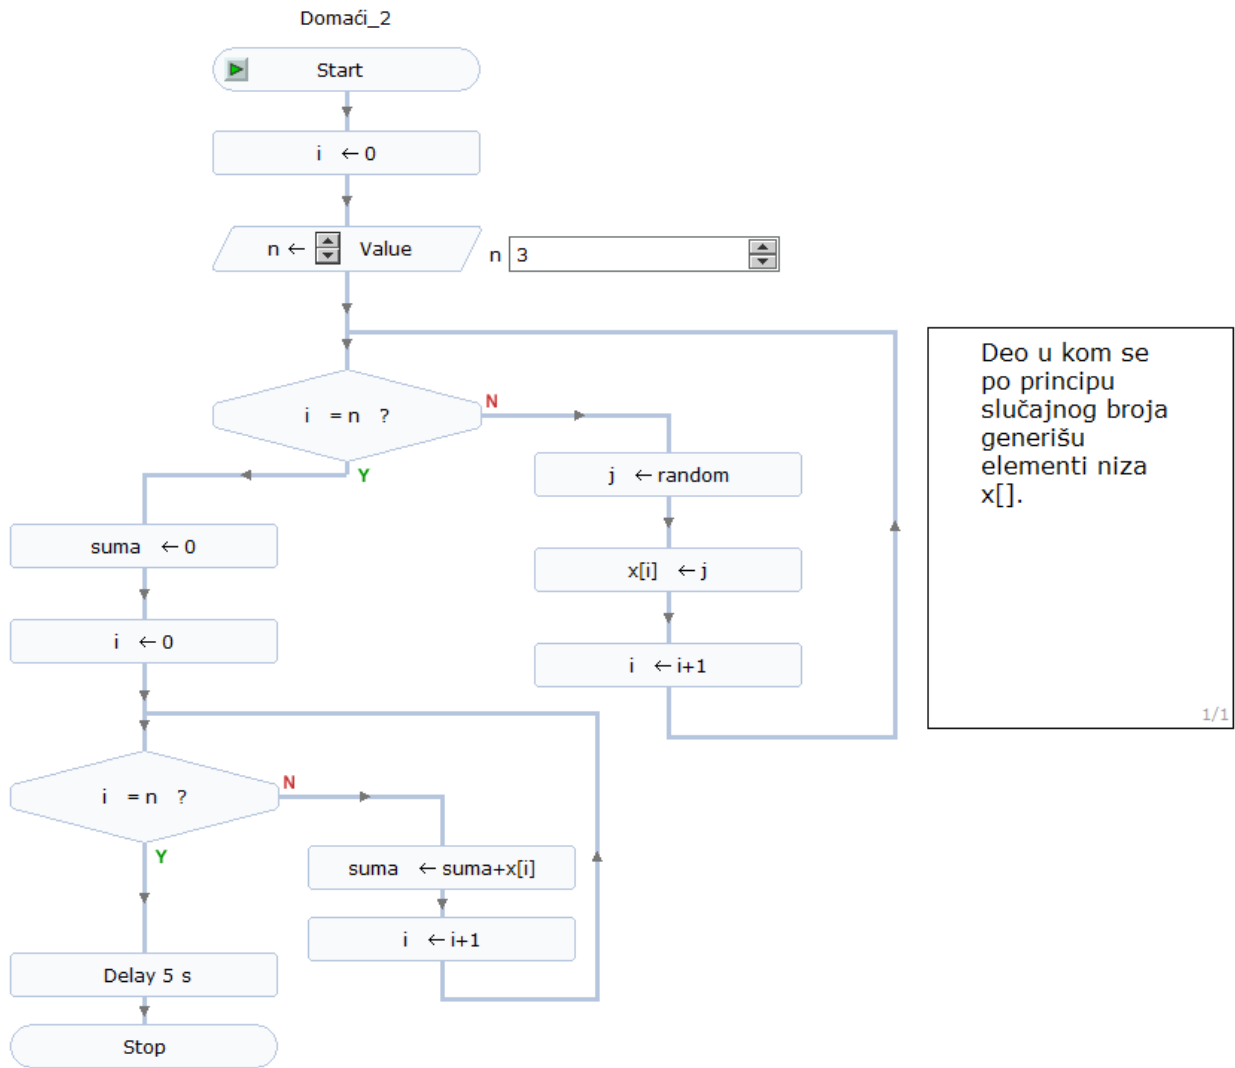 Domaći_2
Start
i ← 0
n ← Value
n 3
i = n ?
N
Y
j ← random
x[i] ← j
i ← i+1
Deo u kom se
po principu
slučajnog broja
generišu
elementi niza
x[].
1/1
suma ← 0
i ← 0
i = n ?
N
Y
suma ← suma+x[i]
i ← i+1
Delay 5 s
Stop